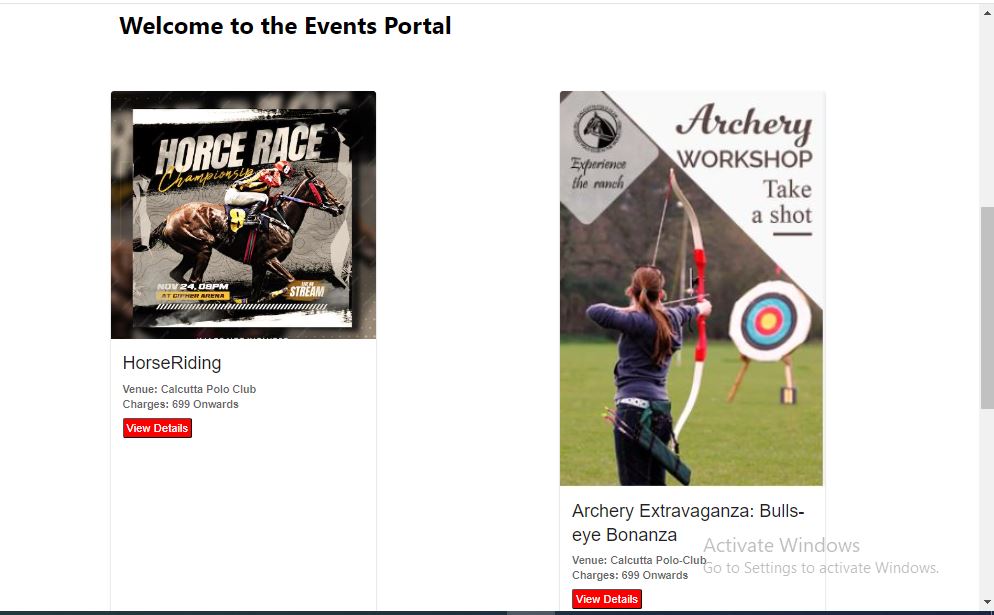 Welcome to the Events Portal
HORCE RACE
Championship
8
NOV 24, 08PM
AT CIPHER ARENA
LIVE
STREAM
HorseRiding
Venue: Calcutta Polo Club
Charges: 699 Onwards
View Details
Experience
the ranch
Archery
WORKSHOP
Take
a shot
Archery Extravaganza: Bulls-
eye Bonanza
Venue: Calcutta Polo-Club
Charges: 699 Onwards
View Details
Activate Windows
Go to Settings to activate Windows.